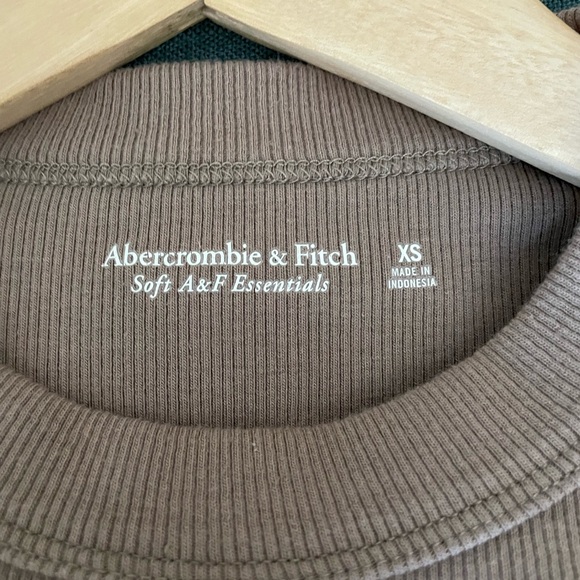 Abercrombie & Fitch
Soft A&F Essentials
XS
MADE IN
INDONESIA